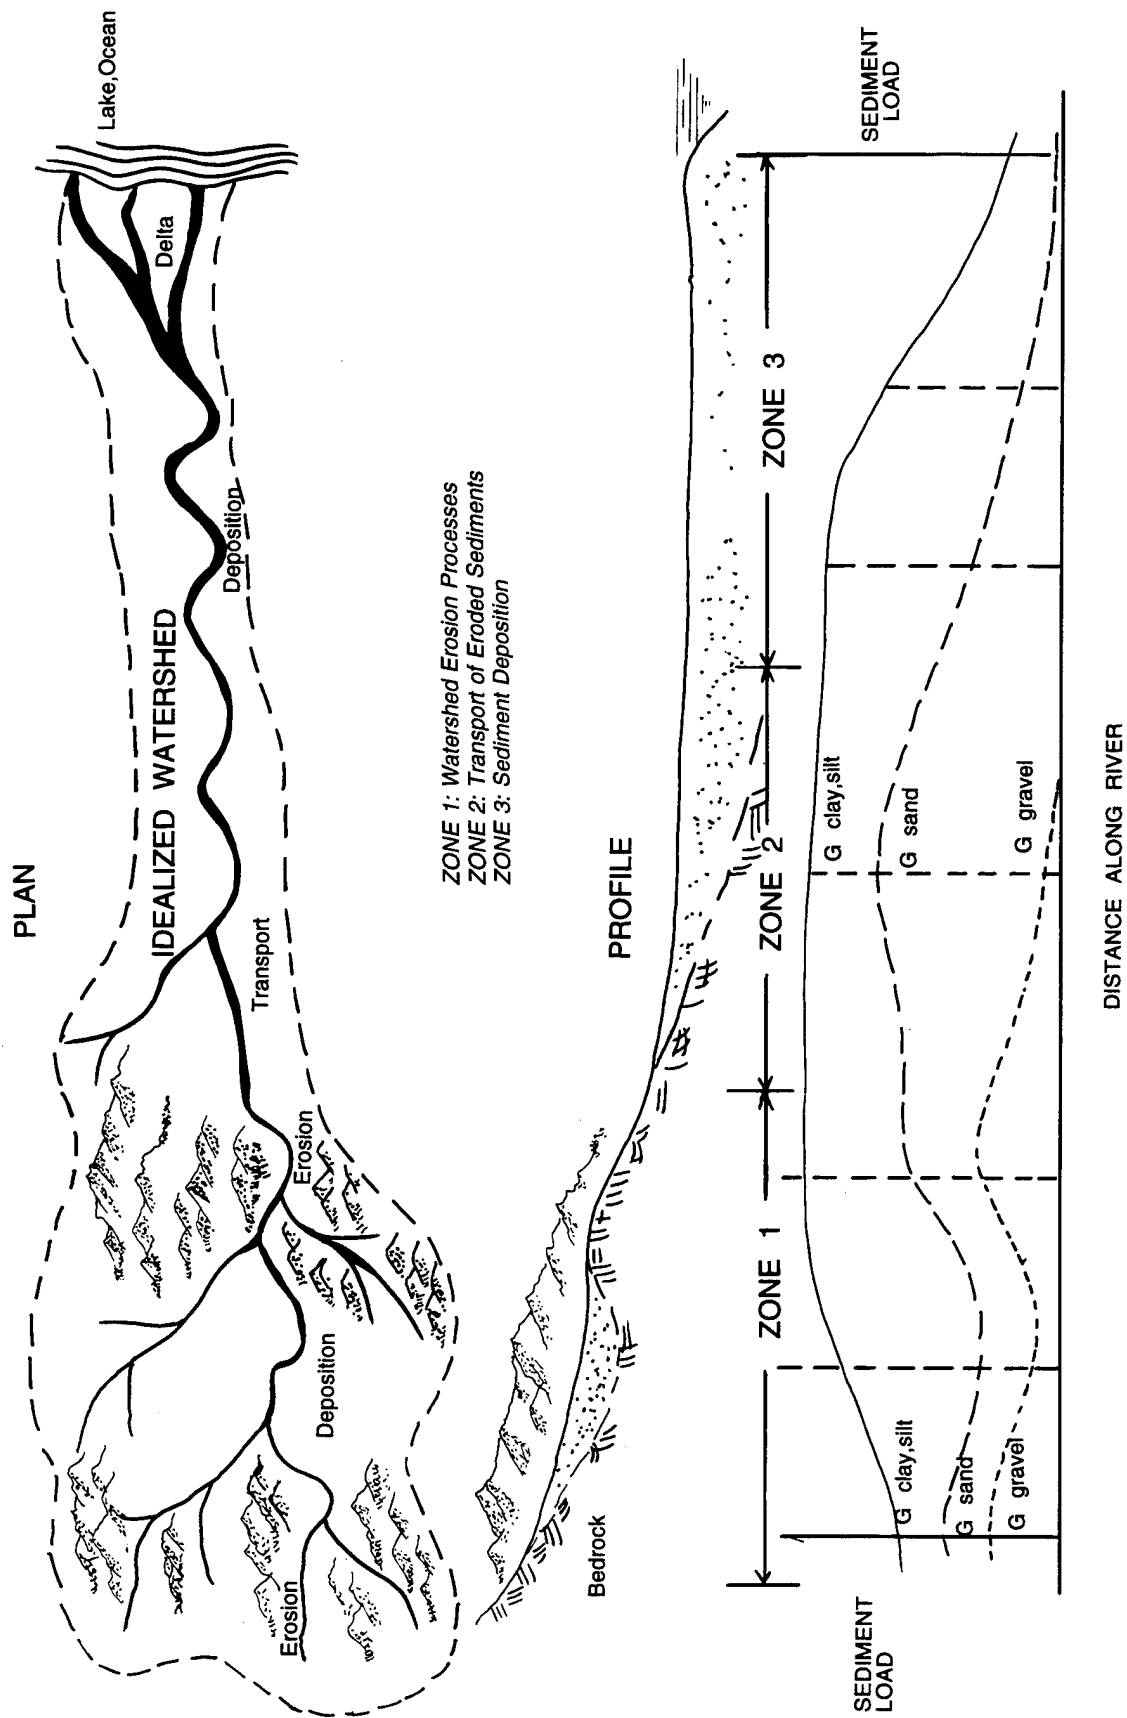 PLAN
Lake,Ocean
Delta
IDEALIZED WATERSHED
Deposition
Transport
Erosion
Deposition
Erosion
ZONE 1: Watershed Erosion Processes
ZONE 2: Transport of Eroded Sediments
ZONE 3: Sediment Deposition
PROFILE
Bedrock
ZONE 1
ZONE 2
ZONE 3
SEDIMENT
LOAD
SEDIMENT
LOAD
G clay,silt
G sand
G gravel
G clay,silt
G sand
G gravel
DISTANCE ALONG RIVER